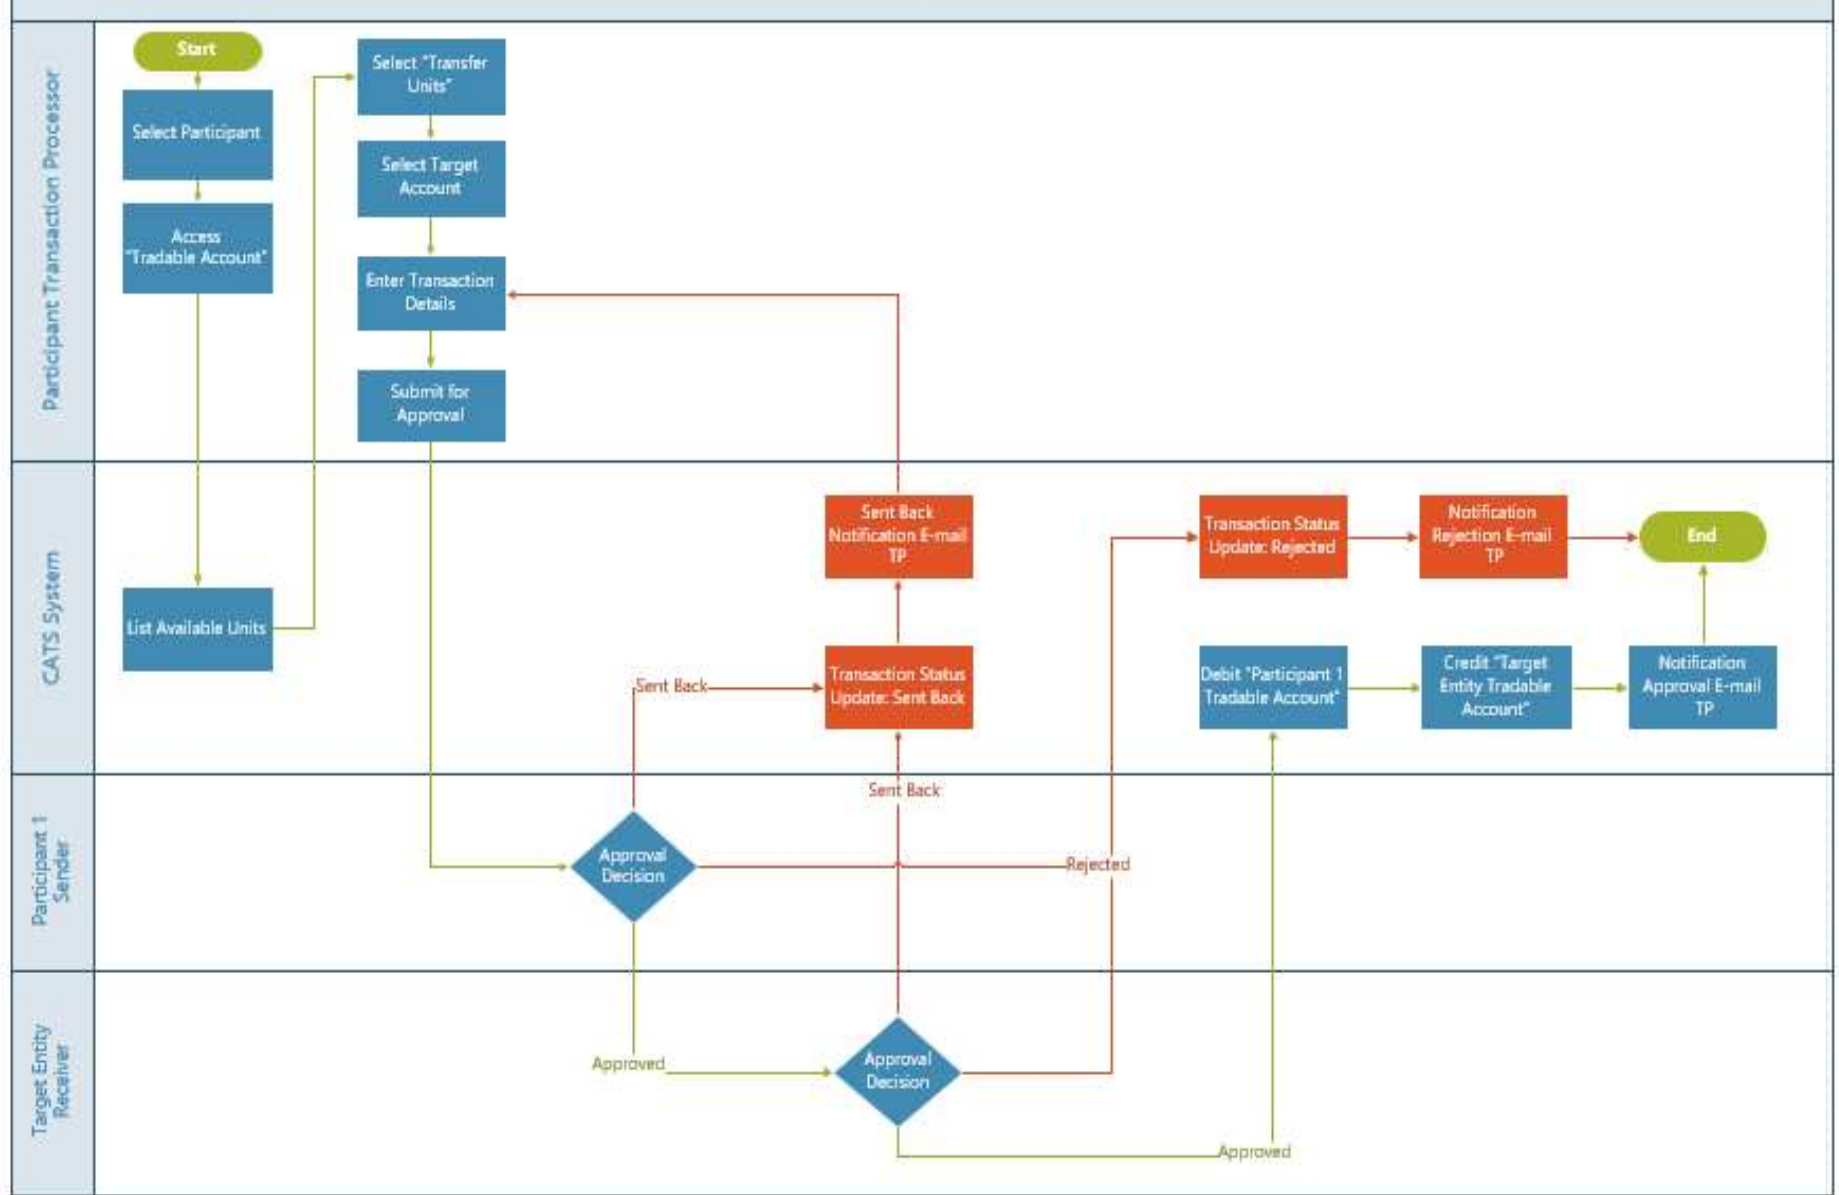 Participant Transaction Processor
Start
Select Participant
Access
"Tradable Account"
Select "Transfer
Units"
Select Target
Account
Enter Transaction
Details
Submit for
Approval
CATS System
List Available Units
Sent Back
Notification E-mail
TP
Transaction Status
Update: Sent Back
Sent Back
Transaction Status
Update: Rejected
Notification
Rejection E-mail
TP
End
Debit "Participant 1
Tradable Account"
Credit "Target
Entity Tradable
Account"
Notification
Approval E-mail
TP
Participant 1
Sender
Sent Back
Approval
Decision
Rejected
Target Entity
Receiver
Approved
Approval
Decision
Approved